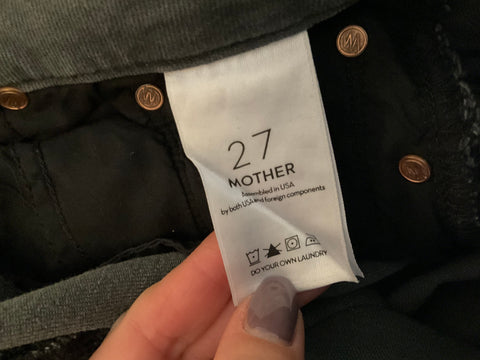 27
MOTHER
Assembled in USA
by both USA and foreign components
DO YOUR OWN LAUNDRY